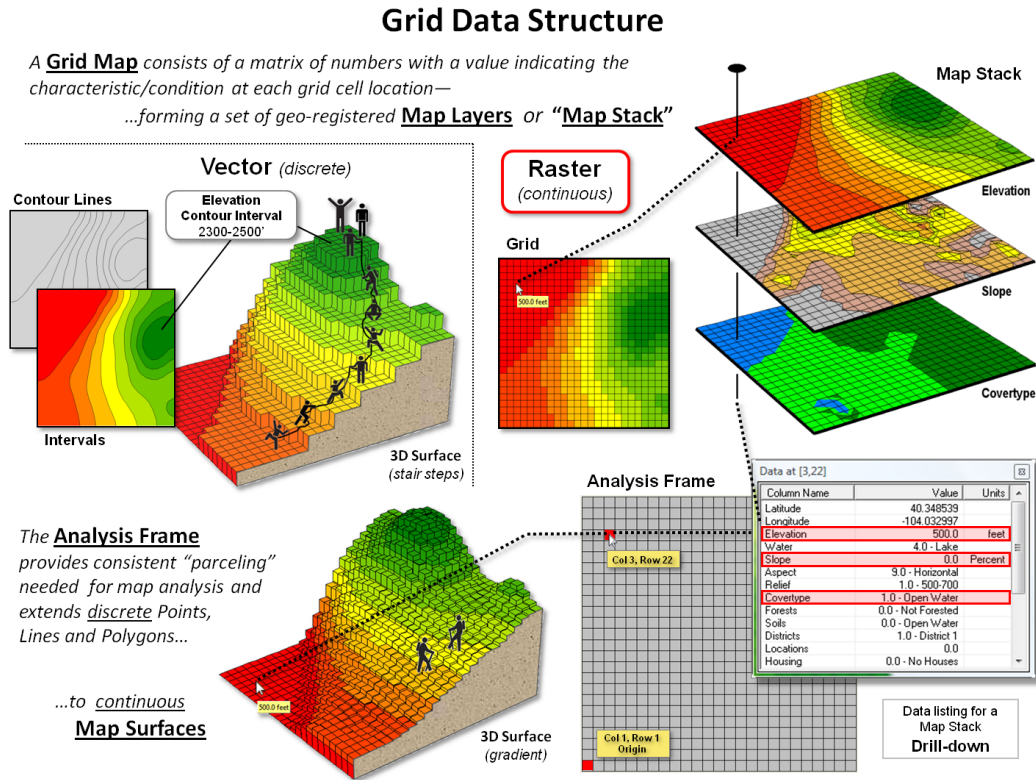 Grid Data Structure
A Grid Map consists of a matrix of numbers with a value indicating the
characteristic/condition at each grid cell location—
…forming a set of geo-registered Map Layers or “Map Stack”
Vector (discrete)
Contour Lines
Elevation
Contour Interval
2300-2500’
Intervals
3D Surface
(stair steps)
Raster
(continuous)
Grid
500.0 feet
Map Stack
Elevation
Slope
Covertype
The Analysis Frame
provides consistent “parceling”
needed for map analysis and
extends discrete Points,
Lines and Polygons…
…to continuous
Map Surfaces
500.0 feet
3D Surface
(gradient)
Analysis Frame
Col 3, Row 22
Col 1, Row 1
Origin
Data at [3,22]
Column Name Value Units
Latitude 40.348539
Longitude -104.032997
Elevation 500.0 feet
Water 4.0 - Lake
Slope 0.0 Percent
Aspect 9.0 - Horizontal
Relief 1.0 - 500-700
Covertype 1.0 - Open Water
Forests 0.0 - Not Forested
Soils 0.0 - Open Water
Districts 1.0 - District 1
Locations 0.0
Housing 0.0 - No Houses
Data listing for a
Map Stack
Drill-down